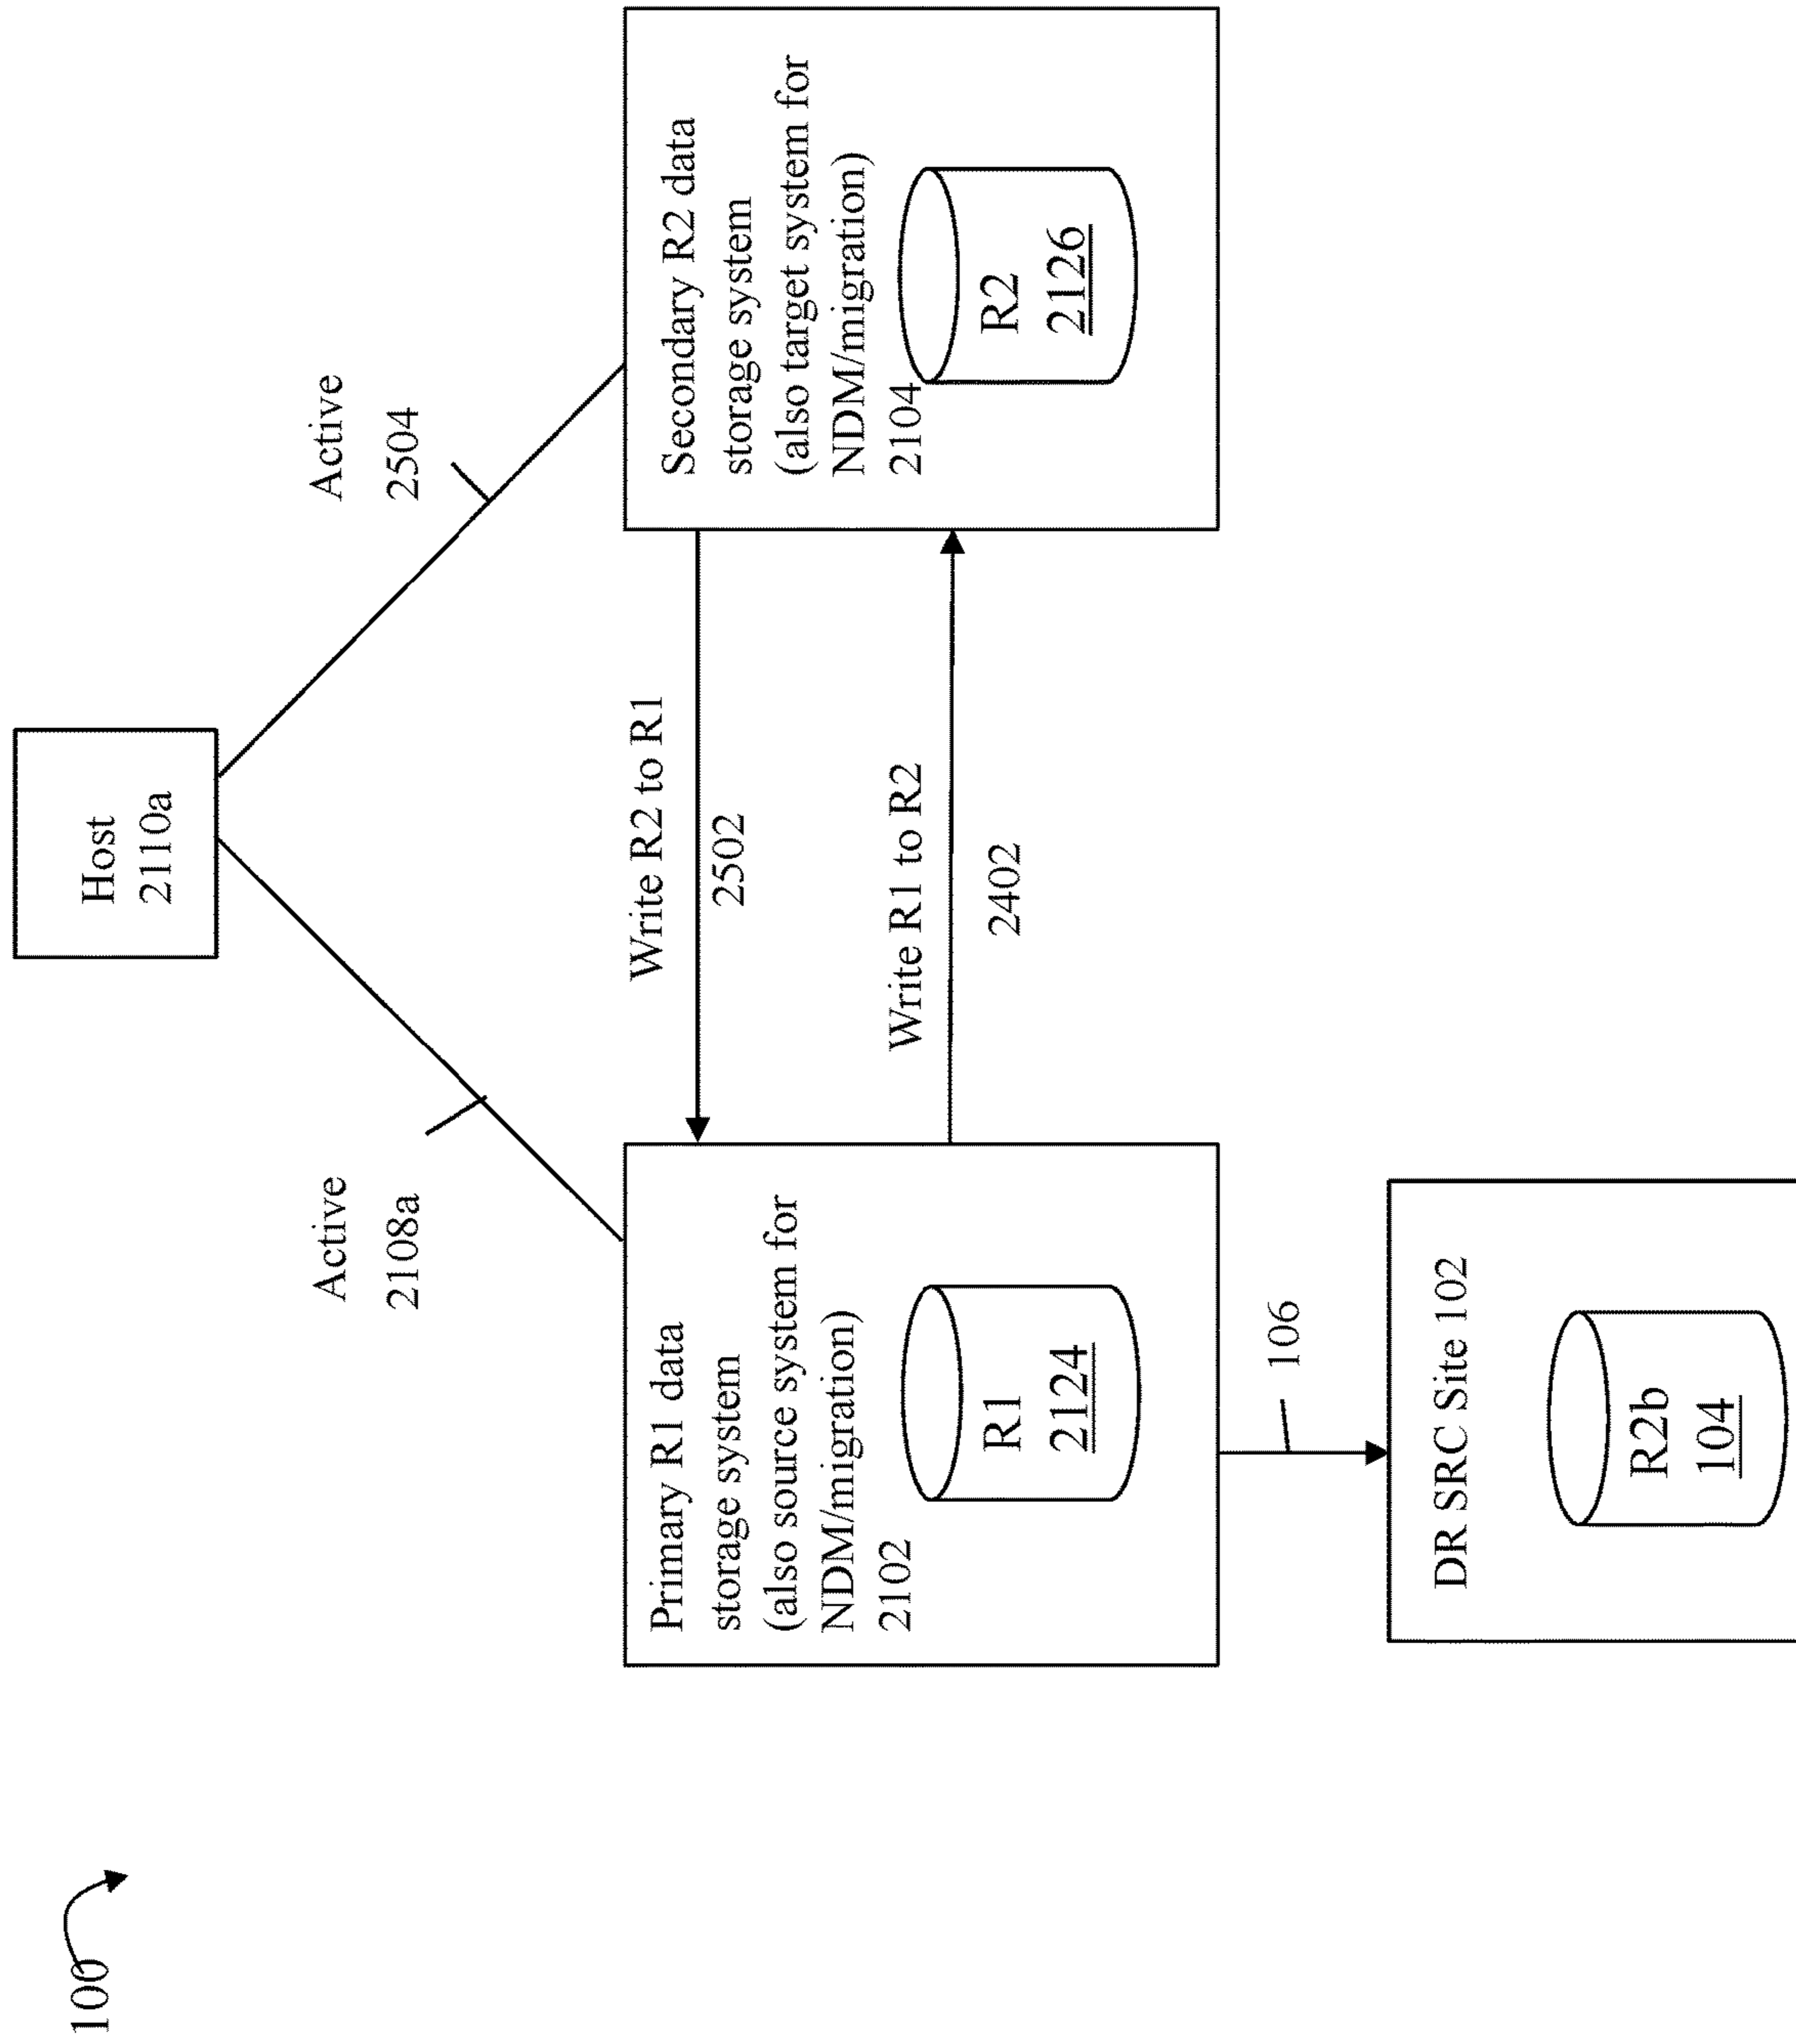 100
Host
2110a
Active
2108a
Active
2504
Primary R1 data
storage system
(also source system for
NDM/migration)
2102
R1
2124
Write R2 to R1
2502
Write R1 to R2
2402
Secondary R2 data
storage system
(also target system for
NDM/migration)
2104
R2
2126
106
DR SRC Site 102
R2b
104